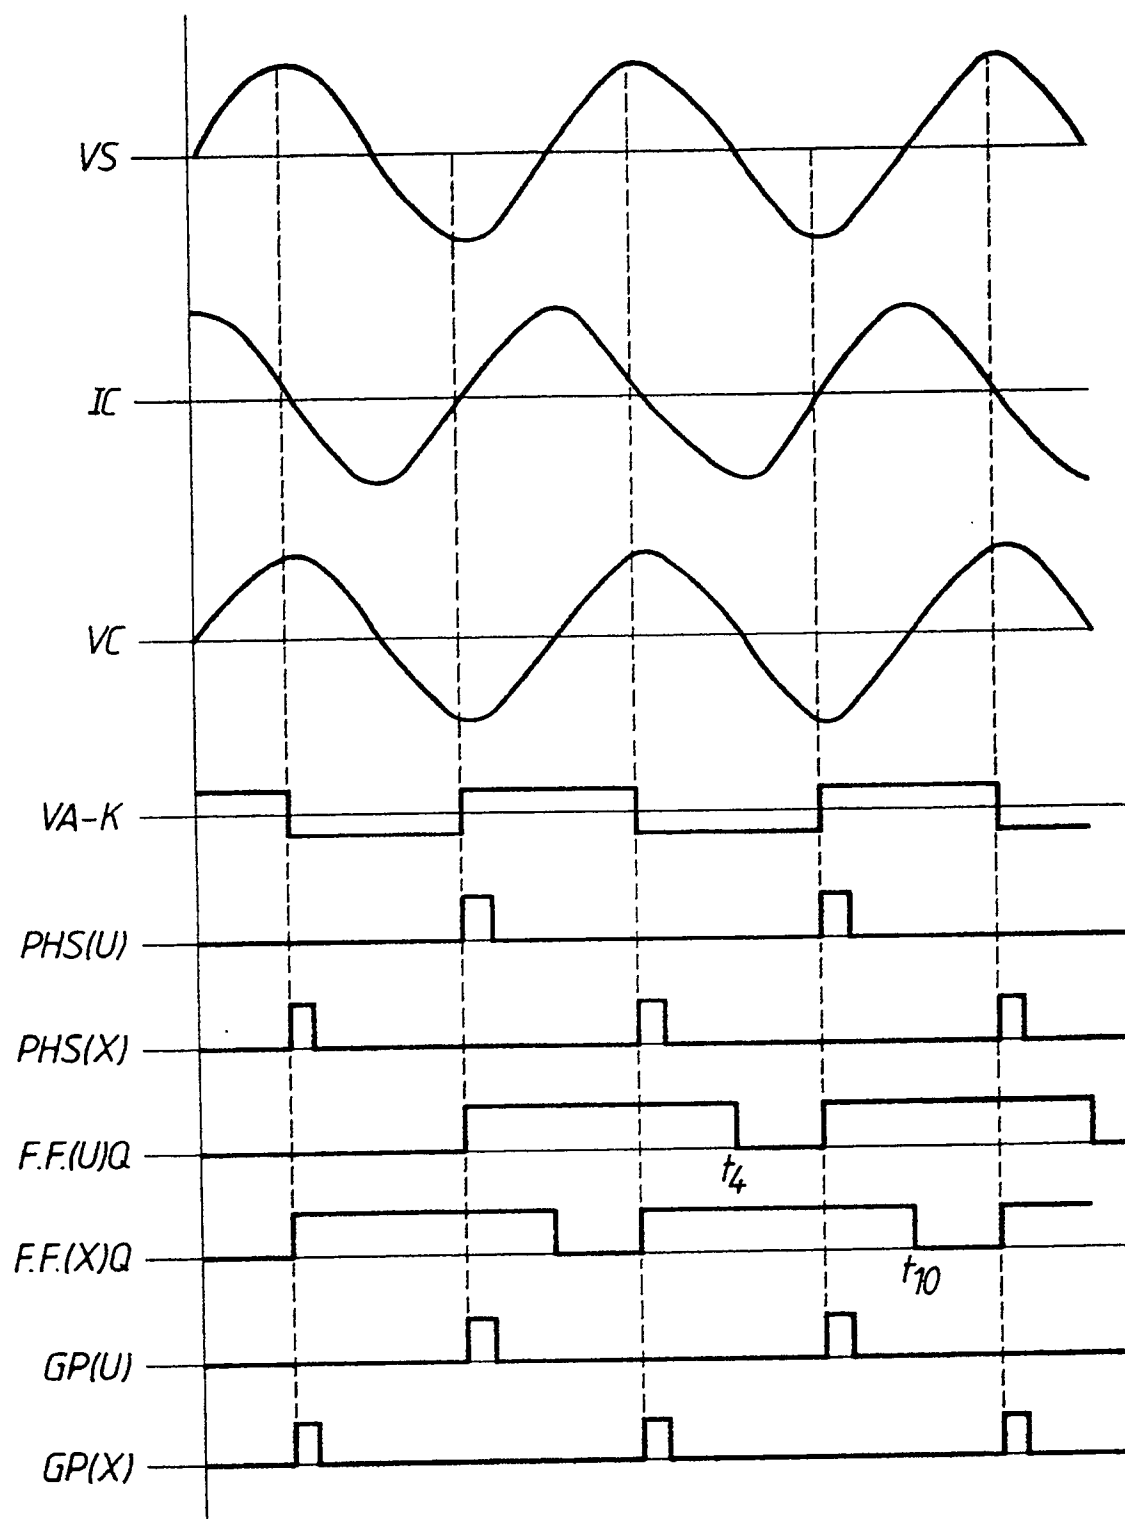 VS
IC
VC
VA-K
PHS(U)
PHS(X)
F.F.(U)Q
t4
F.F.(X)Q
t10
GP(U)
GP(X)